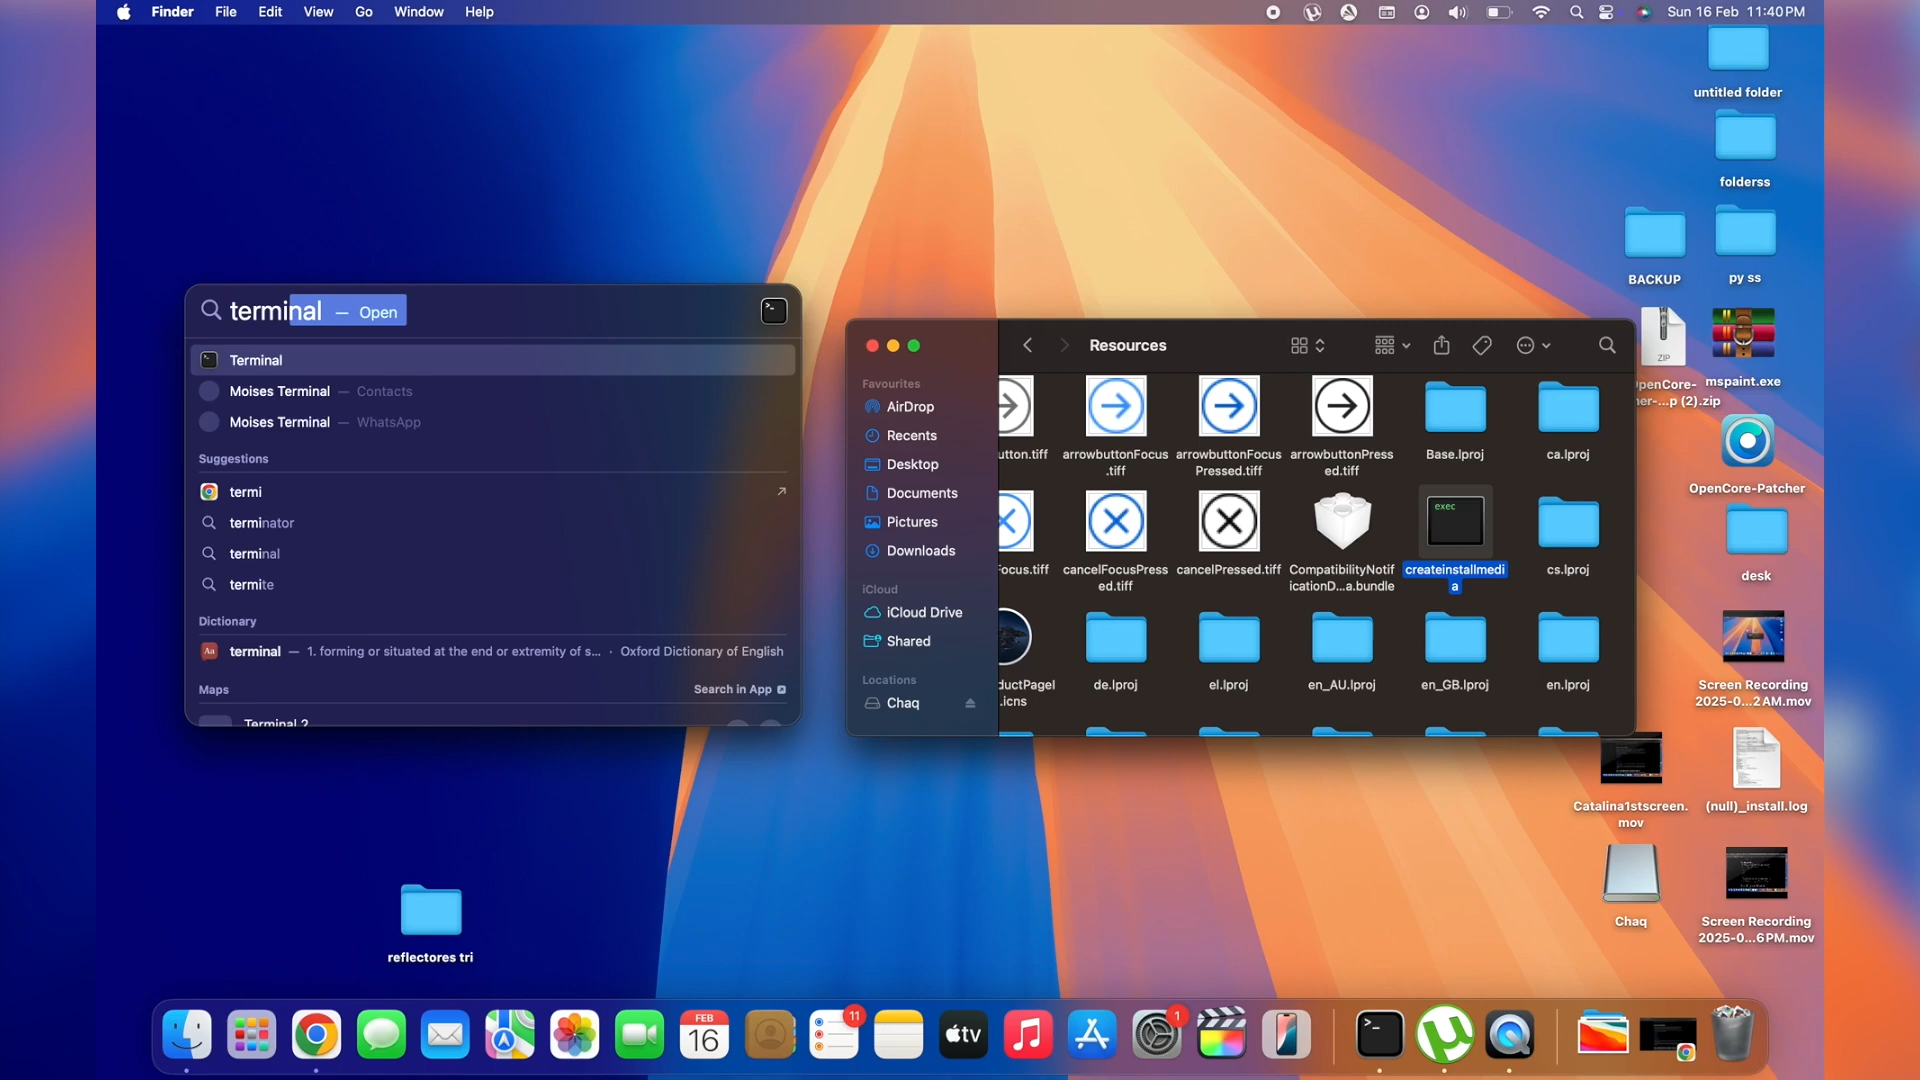 Finder File Edit View Go Window Help
Sun 16 Feb 11:40 PM
untitled folder
folderss
BACKUP
py ss
ZIP
mspaint.exe
penCore-
er-...p (2).zip
OpenCore-Patcher
desk
Screen Recording
2025-0...2AM.mov
Catalina1stscreen.
mov
(null)_install.log
Chaq
Screen Recording
2025-0...6PM.mov
reflectores tri
terminal — Open
Terminal
Moises Terminal — Contacts
Moises Terminal — WhatsApp
Suggestions
termi
terminator
terminal
termite
Dictionary
Aa terminal — 1. forming or situated at the end or extremity of s... · Oxford Dictionary of English
Maps Search in App
Terminal 2
Resources
Favourites
AirDrop
Recents
Desktop
Documents
Pictures
Downloads
iCloud
iCloud Drive
Shared
Locations
Chaq
utton.tiff
arrowbuttonFocus
.tiff
arrowbuttonFocus
Pressed.tiff
arrowbuttonPress
ed.tiff
Base.lproj
ca.lproj
exec
Focus.tiff
cancelFocusPress
ed.tiff
cancelPressed.tiff
CompatibilityNotif
icationD...a.bundle
createinstallmedi
a
cs.lproj
ductPageI
.icns
de.lproj
el.lproj
en_AU.lproj
en_GB.lproj
en.lproj
FEB
16
11
tv
1